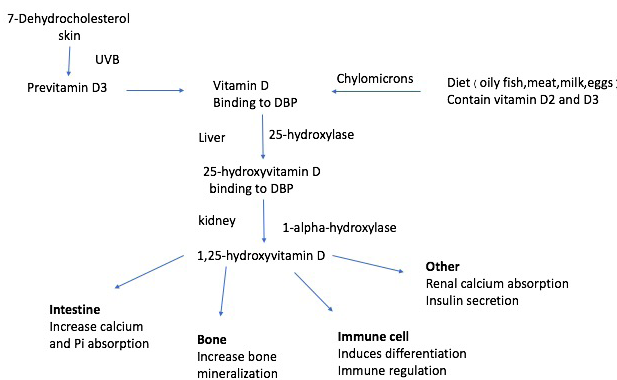 7-Dehydrocholesterol
skin
UVB
Previtamin D3
Vitamin D
Binding to DBP
Chylomicrons
Diet ( oily fish,meat,milk,eggs )
Contain vitamin D2 and D3
Liver
25-hydroxylase
25-hydroxyvitamin D
binding to DBP
kidney
1-alpha-hydroxylase
1,25-hydroxyvitamin D
Intestine
Increase calcium
and Pi absorption
Bone
Increase bone
mineralization
Immune cell
Induces differentiation
Immune regulation
Other
Renal calcium absorption
Insulin secretion